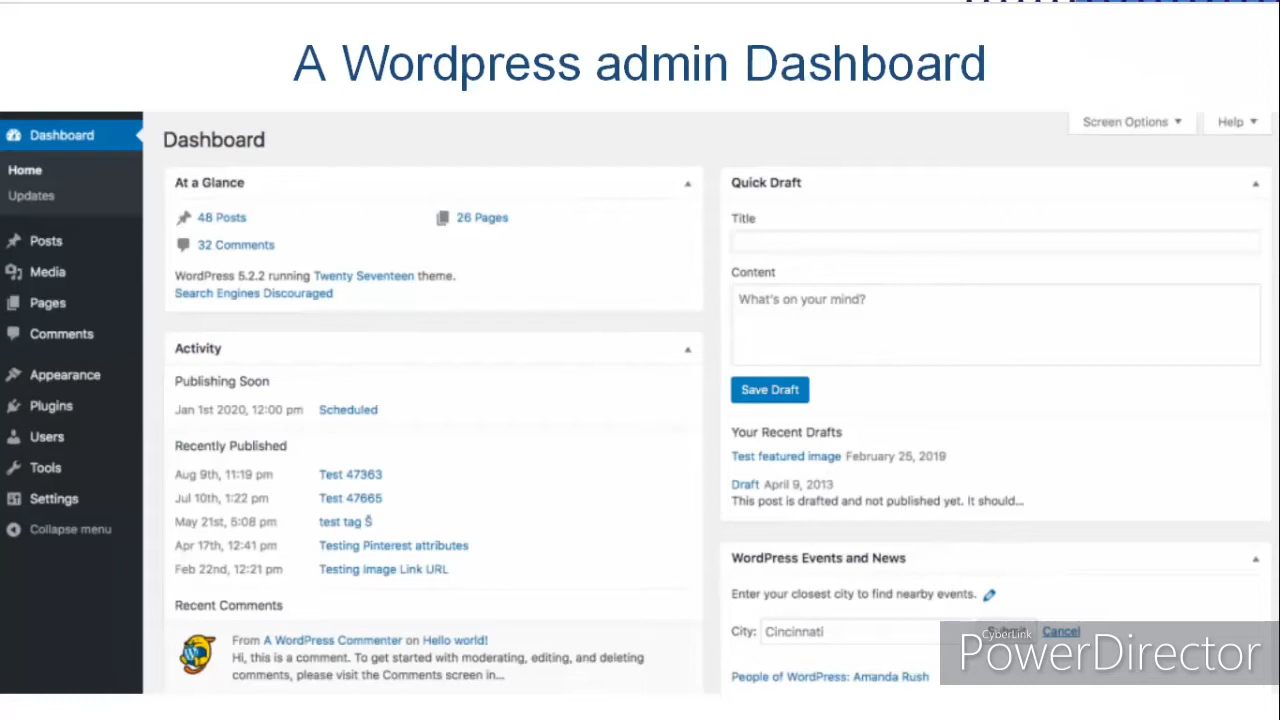 A Wordpress admin Dashboard
Dashboard
Home
Updates
Posts
Media
Pages
Comments
Appearance
Plugins
Users
Tools
Settings
Collapse menu
Screen Options
Help
Dashboard
At a Glance
48 Posts
26 Pages
32 Comments
WordPress 5.2.2 running Twenty Seventeen theme.
Search Engines Discouraged
Activity
Publishing Soon
Jan 1st 2020, 12:00 pm Scheduled
Recently Published
Aug 9th, 11:19 pm Test 47363
Jul 10th, 1:22 pm Test 47665
May 21st, 5:08 pm test tag Š
Apr 17th, 12:41 pm Testing Pinterest attributes
Feb 22nd, 12:21 pm Testing Image Link URL
Recent Comments
From A WordPress Commenter on Hello world!
Hi, this is a comment. To get started with moderating, editing, and deleting
comments, please visit the Comments screen in...
Quick Draft
Title
Content
What's on your mind?
Save Draft
Your Recent Drafts
Test featured image February 25, 2019
Draft April 9, 2013
This post is drafted and not published yet. It should...
WordPress Events and News
Enter your closest city to find nearby events.
City: Cincinnati Submit Cancel
People of WordPress: Amanda Rush
CyberLink
PowerDirector